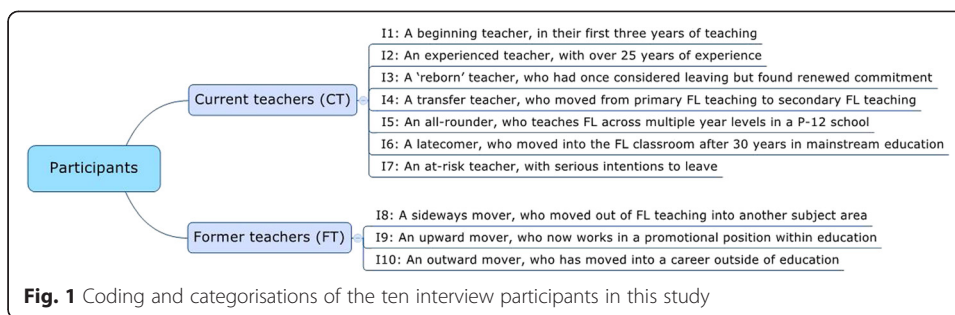 Participants
Current teachers (CT)
I1: A beginning teacher, in their first three years of teaching
I2: An experienced teacher, with over 25 years of experience
I3: A ‘reborn’ teacher, who had once considered leaving but found renewed commitment
I4: A transfer teacher, who moved from primary FL teaching to secondary FL teaching
I5: An all-rounder, who teaches FL across multiple year levels in a P-12 school
I6: A latecomer, who moved into the FL classroom after 30 years in mainstream education
I7: An at-risk teacher, with serious intentions to leave
Former teachers (FT)
I8: A sideways mover, who moved out of FL teaching into another subject area
I9: An upward mover, who now works in a promotional position within education
I10: An outward mover, who has moved into a career outside of education
Fig. 1 Coding and categorisations of the ten interview participants in this study